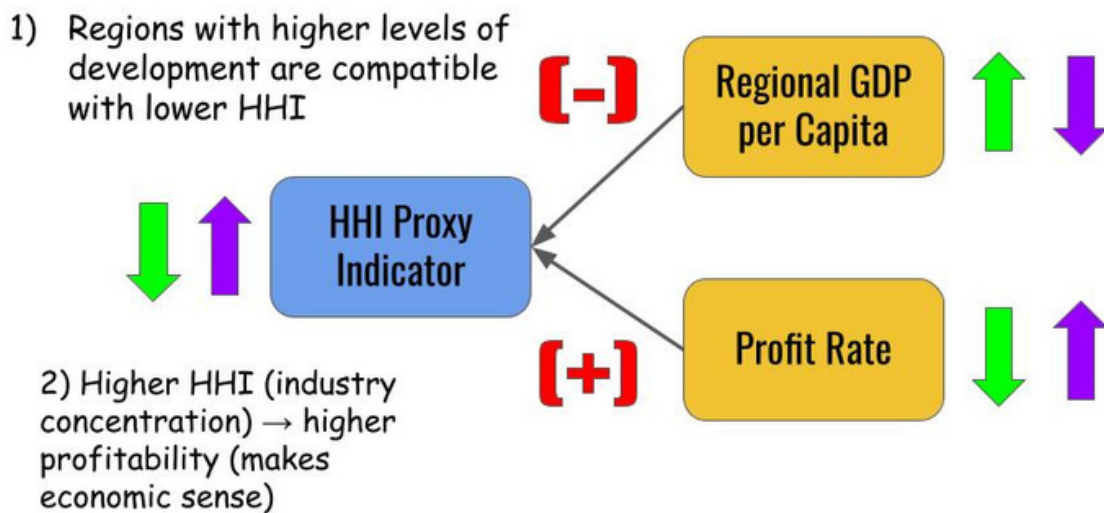 1) Regions with higher levels of
development are compatible
with lower HHI
(-)
Regional GDP
per Capita
HHI Proxy
Indicator
(+)
Profit Rate
2) Higher HHI (industry
concentration) → higher
profitability (makes
economic sense)